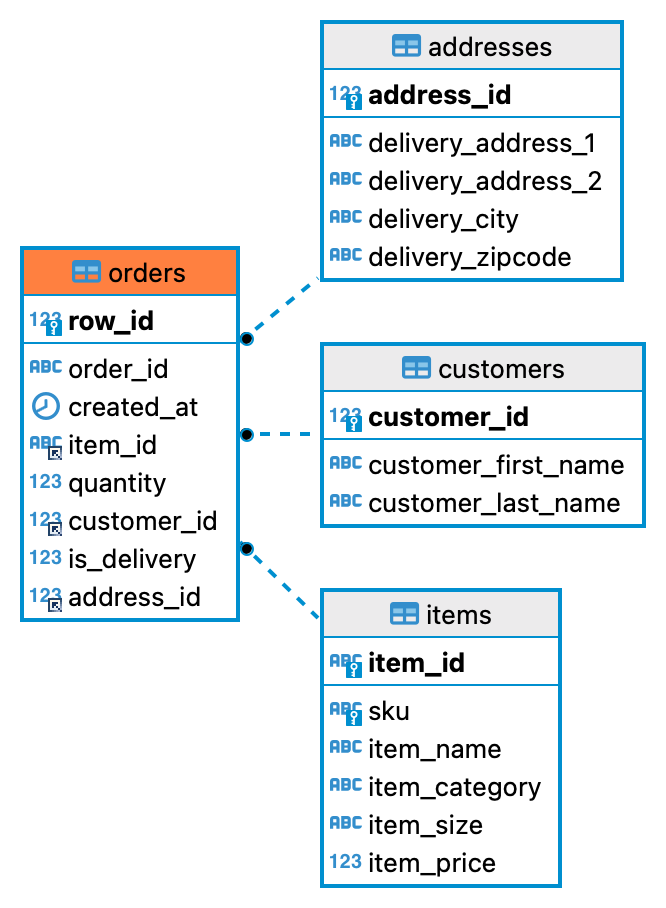 addresses
123 address_id
ABC delivery_address_1
ABC delivery_address_2
ABC delivery_city
ABC delivery_zipcode
orders
123 row_id
ABC order_id
created_at
ABC item_id
123 quantity
123 customer_id
123 is_delivery
123 address_id
customers
123 customer_id
ABC customer_first_name
ABC customer_last_name
items
ABC item_id
ABC sku
ABC item_name
ABC item_category
ABC item_size
123 item_price